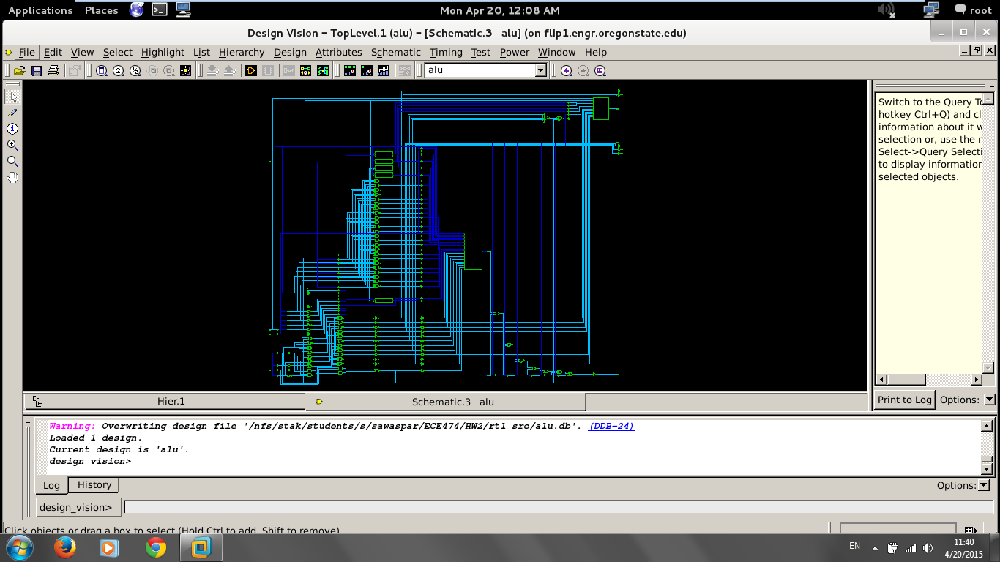 Applications Places Mon Apr 20, 12:08 AM root
Design Vision - TopLevel.1 (alu) - [Schematic.3 alu] (on flip1.engr.oregonstate.edu)
File Edit View Select Highlight List Hierarchy Design Attributes Schematic Timing Test Power Window Help
alu
Switch to the Query To
hotkey Ctrl+Q) and cl
information about it w
selection or, use the m
Select->Query Selecti
to display information
selected objects.
Print to Log Options:
Hier.1 Schematic.3 alu
Warning: Overwriting design file '/nfs/stak/students/s/sawaspar/ECE474/HW2/rtl_src/alu.db'. (DDB-24)
Loaded 1 design.
Current design is 'alu'.
design_vision>
Log History Options:
design_vision>
Click objects or drag a box to select (Hold Ctrl to add, Shift to remove)
EN 11:40
4/20/2015